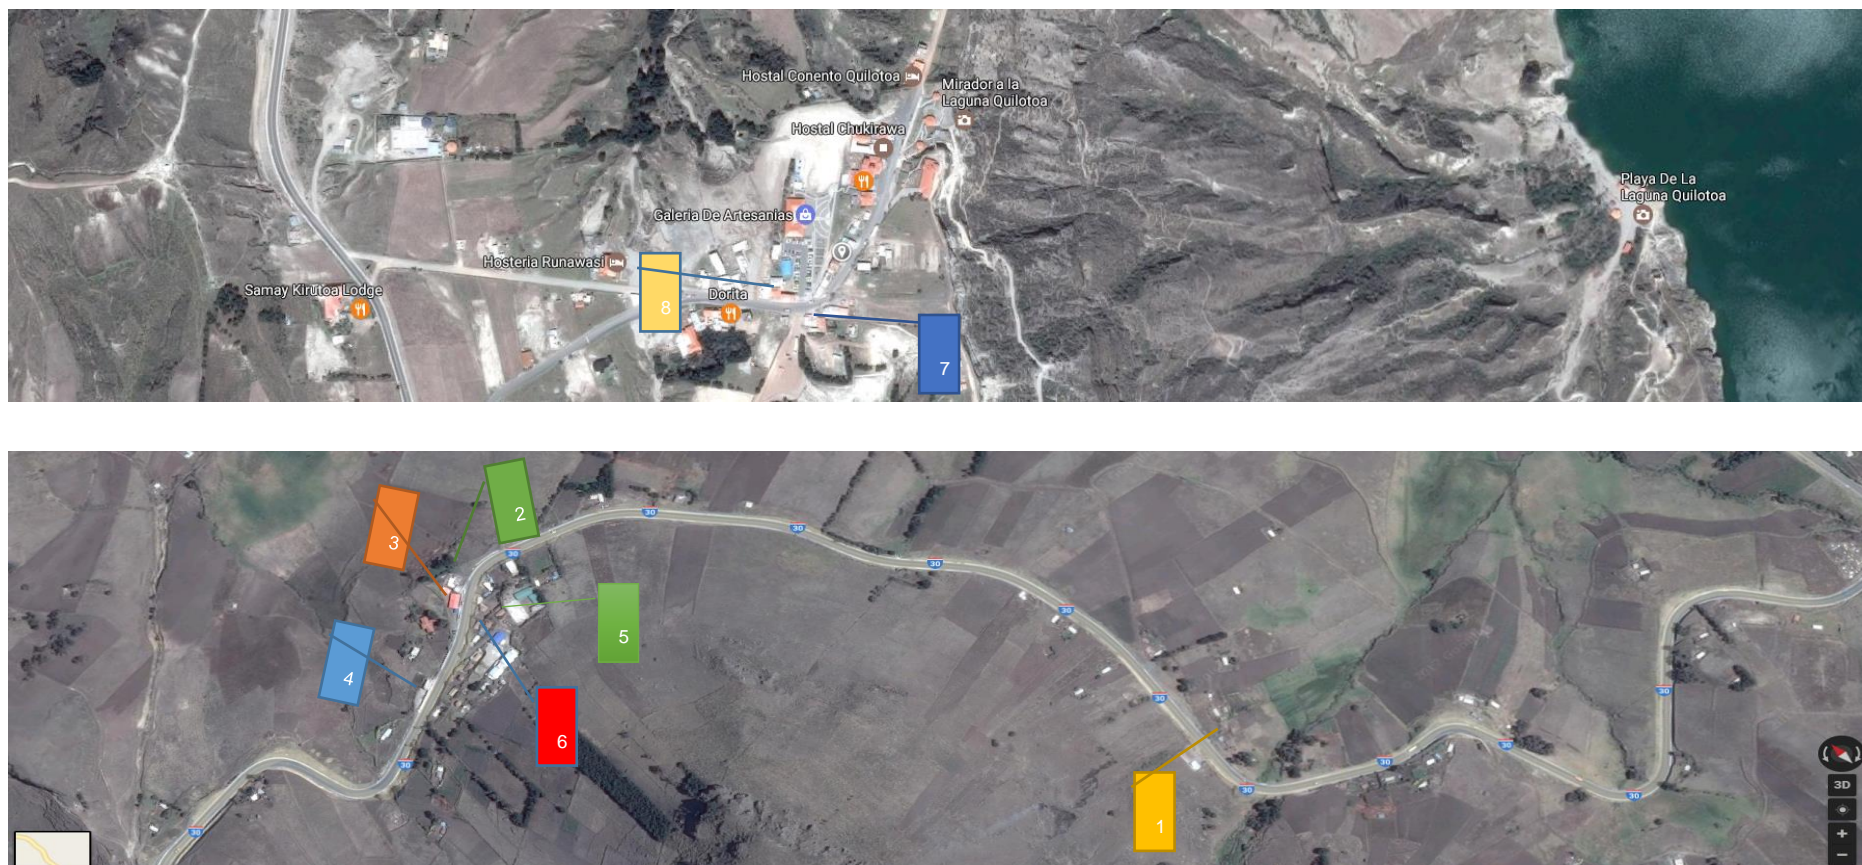 Hostal Conento Quilotoa
Mirador a la
Laguna Quilotoa
Hostal Chukirawa
Playa De La
Laguna Quilotoa
Galeria De Artesanias
Hosteria Runawasi
Samay Kirutoa Lodge
Dorita
8
7
2
3
30
30
30
30
30
5
30
4
6
30
30
30
30
30
30
30
1
30
3D
+
−